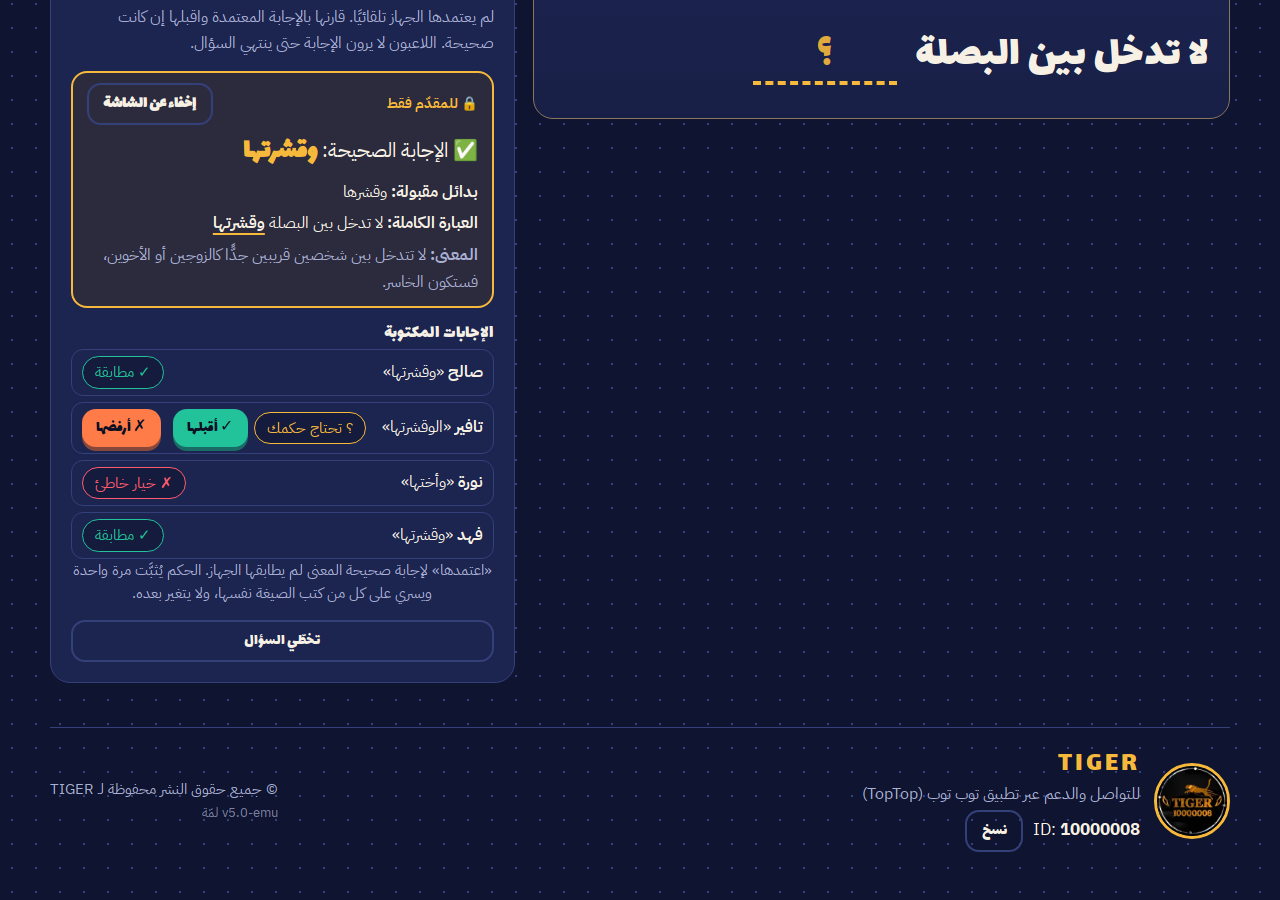 لا تدخل بين البصلة ؟
لم يعتمدها الجهاز تلقائيًا. قارنها بالإجابة المعتمدة واقبلها إن كانت
صحيحة. اللاعبون لا يرون الإجابة حتى ينتهي السؤال.
🔒 للمقدّم فقط
إخفاء عن الشاشة
✅ الإجابة الصحيحة: وقشرتها
بدائل مقبولة: وقشرها
العبارة الكاملة: لا تدخل بين البصلة وقشرتها
المعنى: لا تتدخل بين شخصين قريبين جدًّا كالزوجين أو الأخوين،
فستكون الخاسر.
الإجابات المكتوبة
صالح «وقشرتها» ✓ مطابقة
تافير «الوقشرتها» ؟ تحتاج حكمك ✓ أقبلها ✗ أرفضها
نورة «وأختها» ✗ خيار خاطئ
فهد «وقشرتها» ✓ مطابقة
«اعتمدها» لإجابة صحيحة المعنى لم يطابقها الجهاز. الحكم يُثبَّت مرة واحدة
ويسري على كل من كتب الصيغة نفسها، ولا يتغير بعده.
تخطّي السؤال
TIGER
10000008
TIGER
للتواصل والدعم عبر تطبيق توب توب (TopTop)
ID: 10000008 نسخ
© جميع حقوق النشر محفوظة لـ TIGER
لمّة v5.0-emu